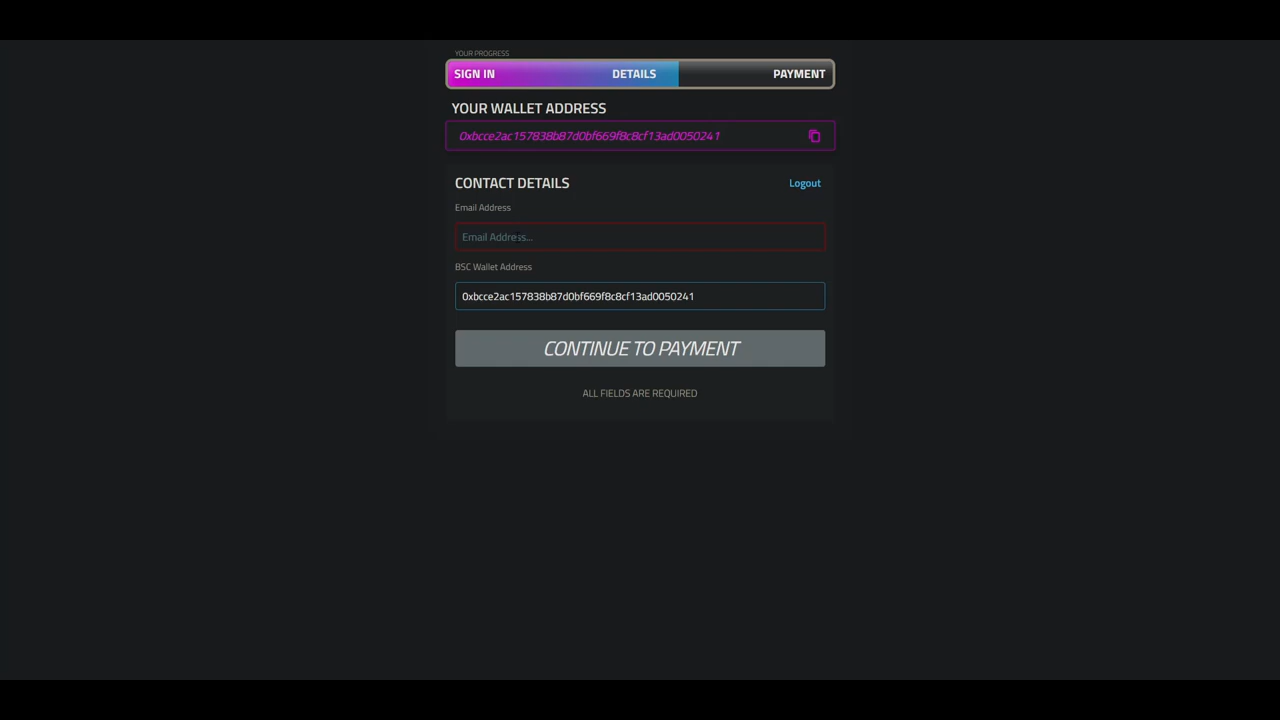 YOUR PROGRESS
SIGN IN DETAILS PAYMENT
YOUR WALLET ADDRESS
0xbcce2ac157838b87d0bf669f8c8cf13ad0050241
CONTACT DETAILS Logout
Email Address
Email Address...
BSC Wallet Address
0xbcce2ac157838b87d0bf669f8c8cf13ad0050241
CONTINUE TO PAYMENT
ALL FIELDS ARE REQUIRED